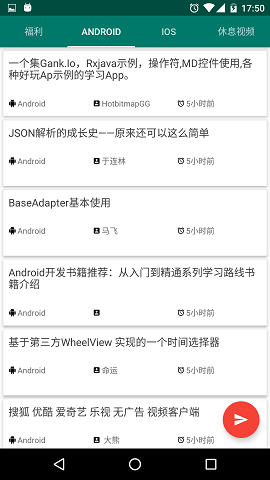 17:50
福利
ANDROID
IOS
休息视频
一个集Gank.Io，Rxjava示例，操作符,MD控件使用,各
种好玩Ap示例的学习App。
Android
HotbitmapGG
5小时前
JSON解析的成长史——原来还可以这么简单
Android
于连林
5小时前
BaseAdapter基本使用
Android
马飞
5小时前
Android开发书籍推荐：从入门到精通系列学习路线书
籍介绍
Android
5小时前
基于第三方WheelView 实现的一个时间选择器
Android
命运
5小时前
搜狐 优酷 爱奇艺 乐视 无广告 视频客户端
Android
大熊
5小时前